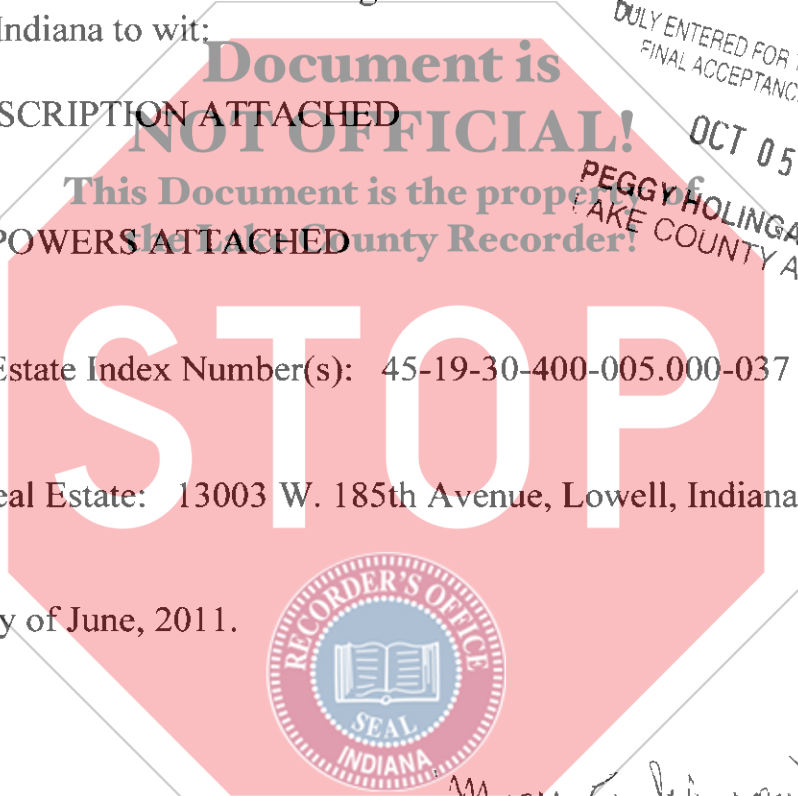 Indiana to wit:
DULY ENTERED FOR
FINAL ACCEPTANC
Document is
SCRIPTION ATTACHED
NOT OFFICIAL!
OCT 05
This Document is the property of
PEGGY HOLINGA
LAKE COUNTY A
POWERS ATTACHED
the Lake County Recorder!
STOP
Estate Index Number(s): 45-19-30-400-005.000-037
eal Estate: 13003 W. 185th Avenue, Lowell, Indiana
y of June, 2011.
RECORDER'S OFFICE
SEAL
INDIANA